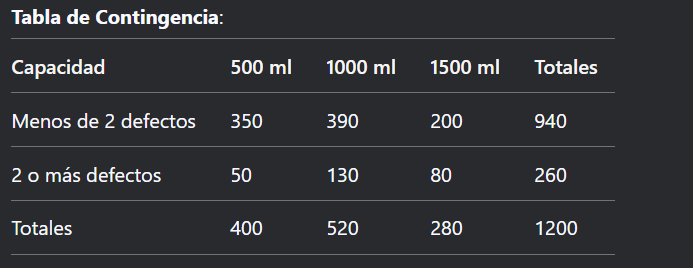 Tabla de Contingencia:
Capacidad 500 ml 1000 ml 1500 ml Totales
Menos de 2 defectos 350 390 200 940
2 o más defectos 50 130 80 260
Totales 400 520 280 1200